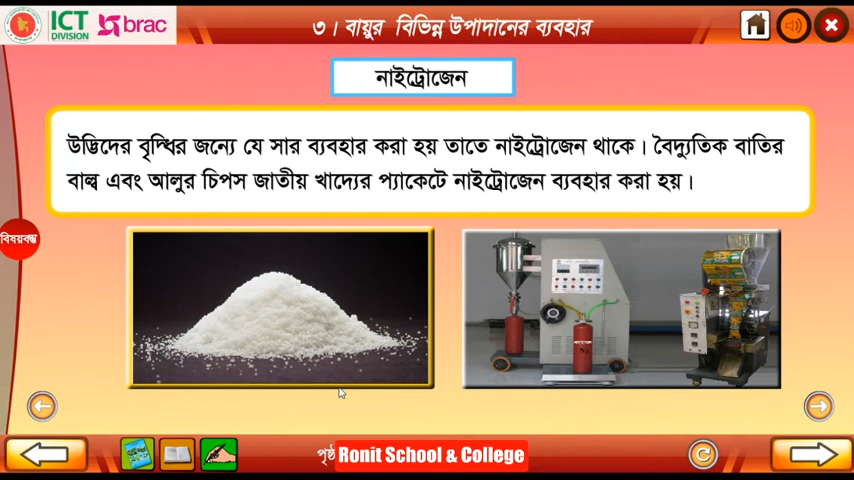 ICT
DIVISION
brac
৩। বায়ুর বিভিন্ন উপাদানের ব্যবহার
নাইট্রোজেন
উদ্ভিদের বৃদ্ধির জন্যে যে সার ব্যবহার করা হয় তাতে নাইট্রোজেন থাকে। বৈদ্যুতিক বাতির
বাল্ব এবং আলুর চিপস জাতীয় খাদ্যের প্যাকেটে নাইট্রোজেন ব্যবহার করা হয়।
বিষয়বস্তু
Ronit School & College